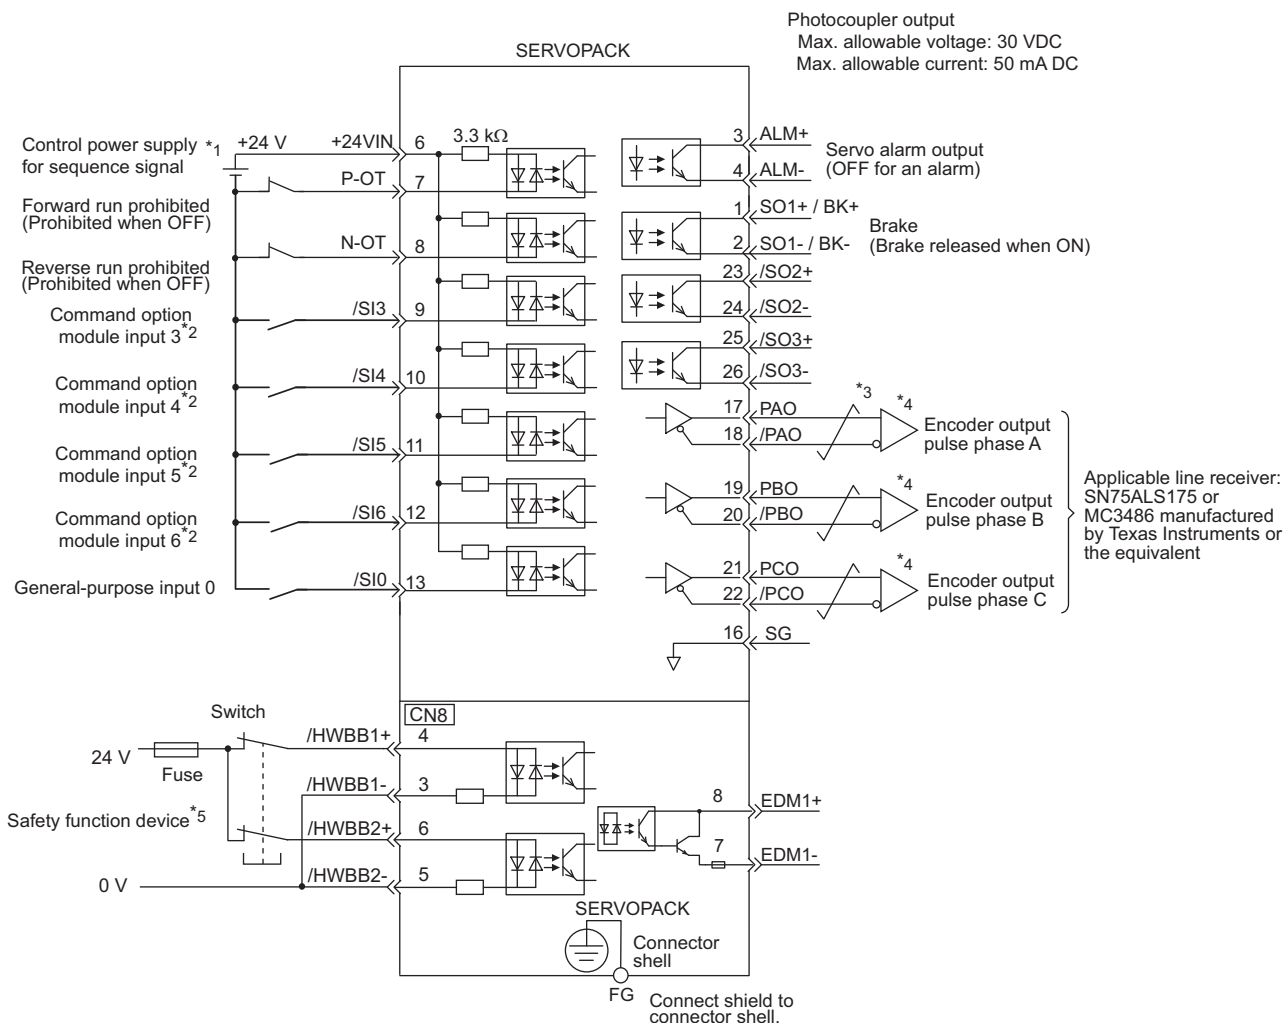 Photocoupler output
Max. allowable voltage: 30 VDC
Max. allowable current: 50 mA DC
SERVOPACK
Control power supply
for sequence signal
*1
+24 V
+24VIN
6
3.3 kΩ
P-OT
7
Forward run prohibited
(Prohibited when OFF)
N-OT
8
Reverse run prohibited
(Prohibited when OFF)
/SI3
9
Command option
module input 3*2
/SI4
10
Command option
module input 4*2
/SI5
11
Command option
module input 5*2
/SI6
12
Command option
module input 6*2
General-purpose input 0
/SI0
13
3
ALM+
4
ALM-
Servo alarm output
(OFF for an alarm)
1
SO1+ / BK+
2
SO1- / BK-
Brake
(Brake released when ON)
23
/SO2+
24
/SO2-
25
/SO3+
26
/SO3-
17
PAO
18
/PAO
*3
*4
Encoder output
pulse phase A
19
PBO
20
/PBO
*4
Encoder output
pulse phase B
21
PCO
22
/PCO
*4
Encoder output
pulse phase C
Applicable line receiver:
SN75ALS175 or
MC3486 manufactured
by Texas Instruments or
the equivalent
16
SG
CN8
Switch
24 V
Fuse
/HWBB1+
4
/HWBB1-
3
Safety function device*5
/HWBB2+
6
0 V
/HWBB2-
5
8
EDM1+
7
EDM1-
SERVOPACK
Connector
shell
FG
Connect shield to
connector shell.